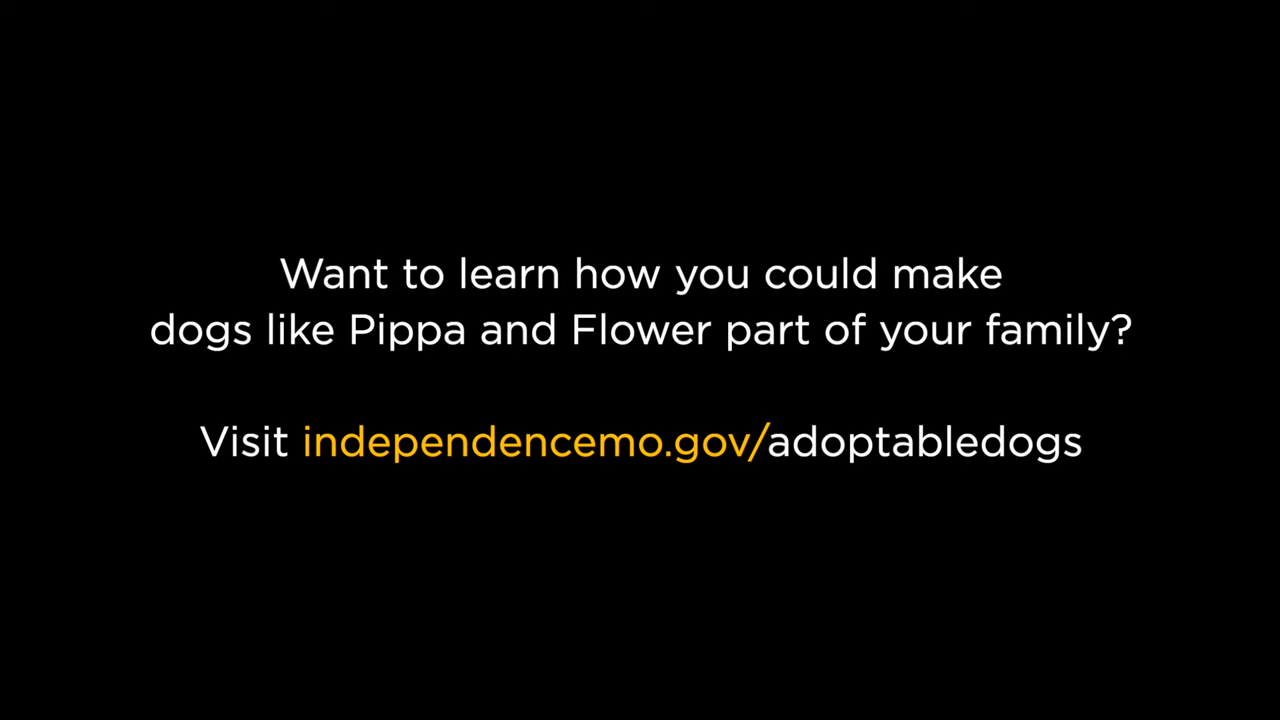 Want to learn how you could make
dogs like Pippa and Flower part of your family?
Visit independencemo.gov/adoptabledogs